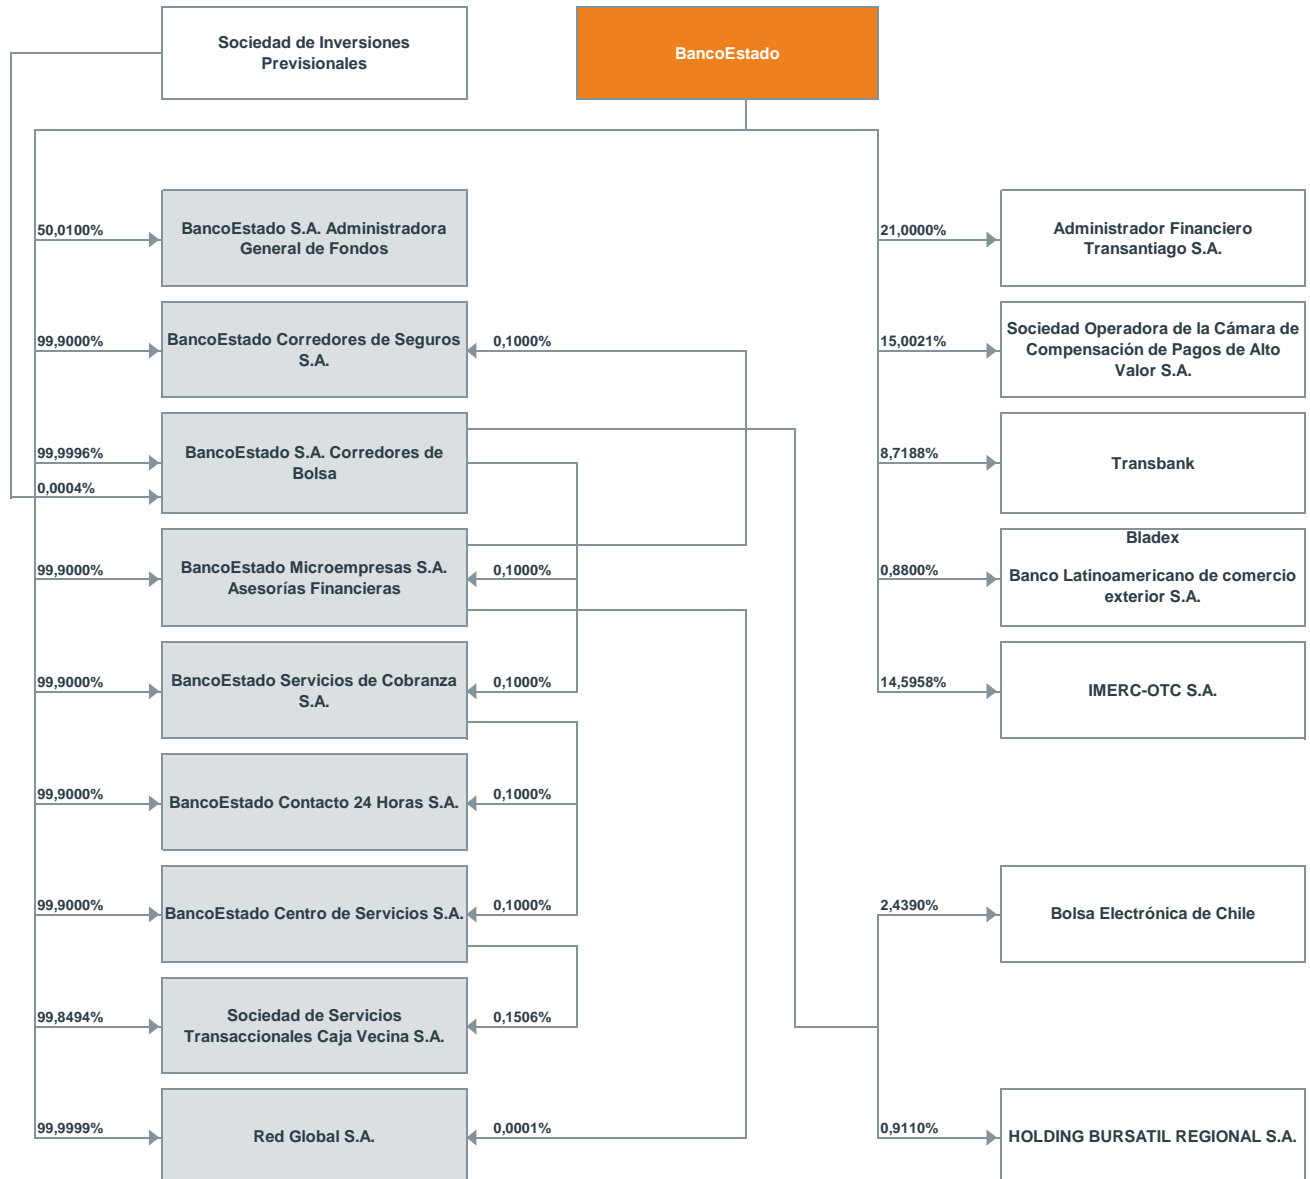 Sociedad de Inversiones
Previsionales
BancoEstado
50,0100%
BancoEstado S.A. Administradora
General de Fondos
21,0000%
Administrador Financiero
Transantiago S.A.
99,9000%
BancoEstado Corredores de Seguros
S.A.
0,1000%
15,0021%
Sociedad Operadora de la Cámara de
Compensación de Pagos de Alto
Valor S.A.
99,9996%
0,0004%
BancoEstado S.A. Corredores de
Bolsa
8,7188%
Transbank
99,9000%
BancoEstado Microempresas S.A.
Asesorías Financieras
0,1000%
0,8800%
Bladex
Banco Latinoamericano de comercio
exterior S.A.
99,9000%
BancoEstado Servicios de Cobranza
S.A.
0,1000%
14,5958%
IMERC-OTC S.A.
99,9000%
BancoEstado Contacto 24 Horas S.A.
0,1000%
99,9000%
BancoEstado Centro de Servicios S.A.
0,1000%
2,4390%
Bolsa Electrónica de Chile
99,8494%
Sociedad de Servicios
Transaccionales Caja Vecina S.A.
0,1506%
99,9999%
Red Global S.A.
0,0001%
0,9110%
HOLDING BURSATIL REGIONAL S.A.